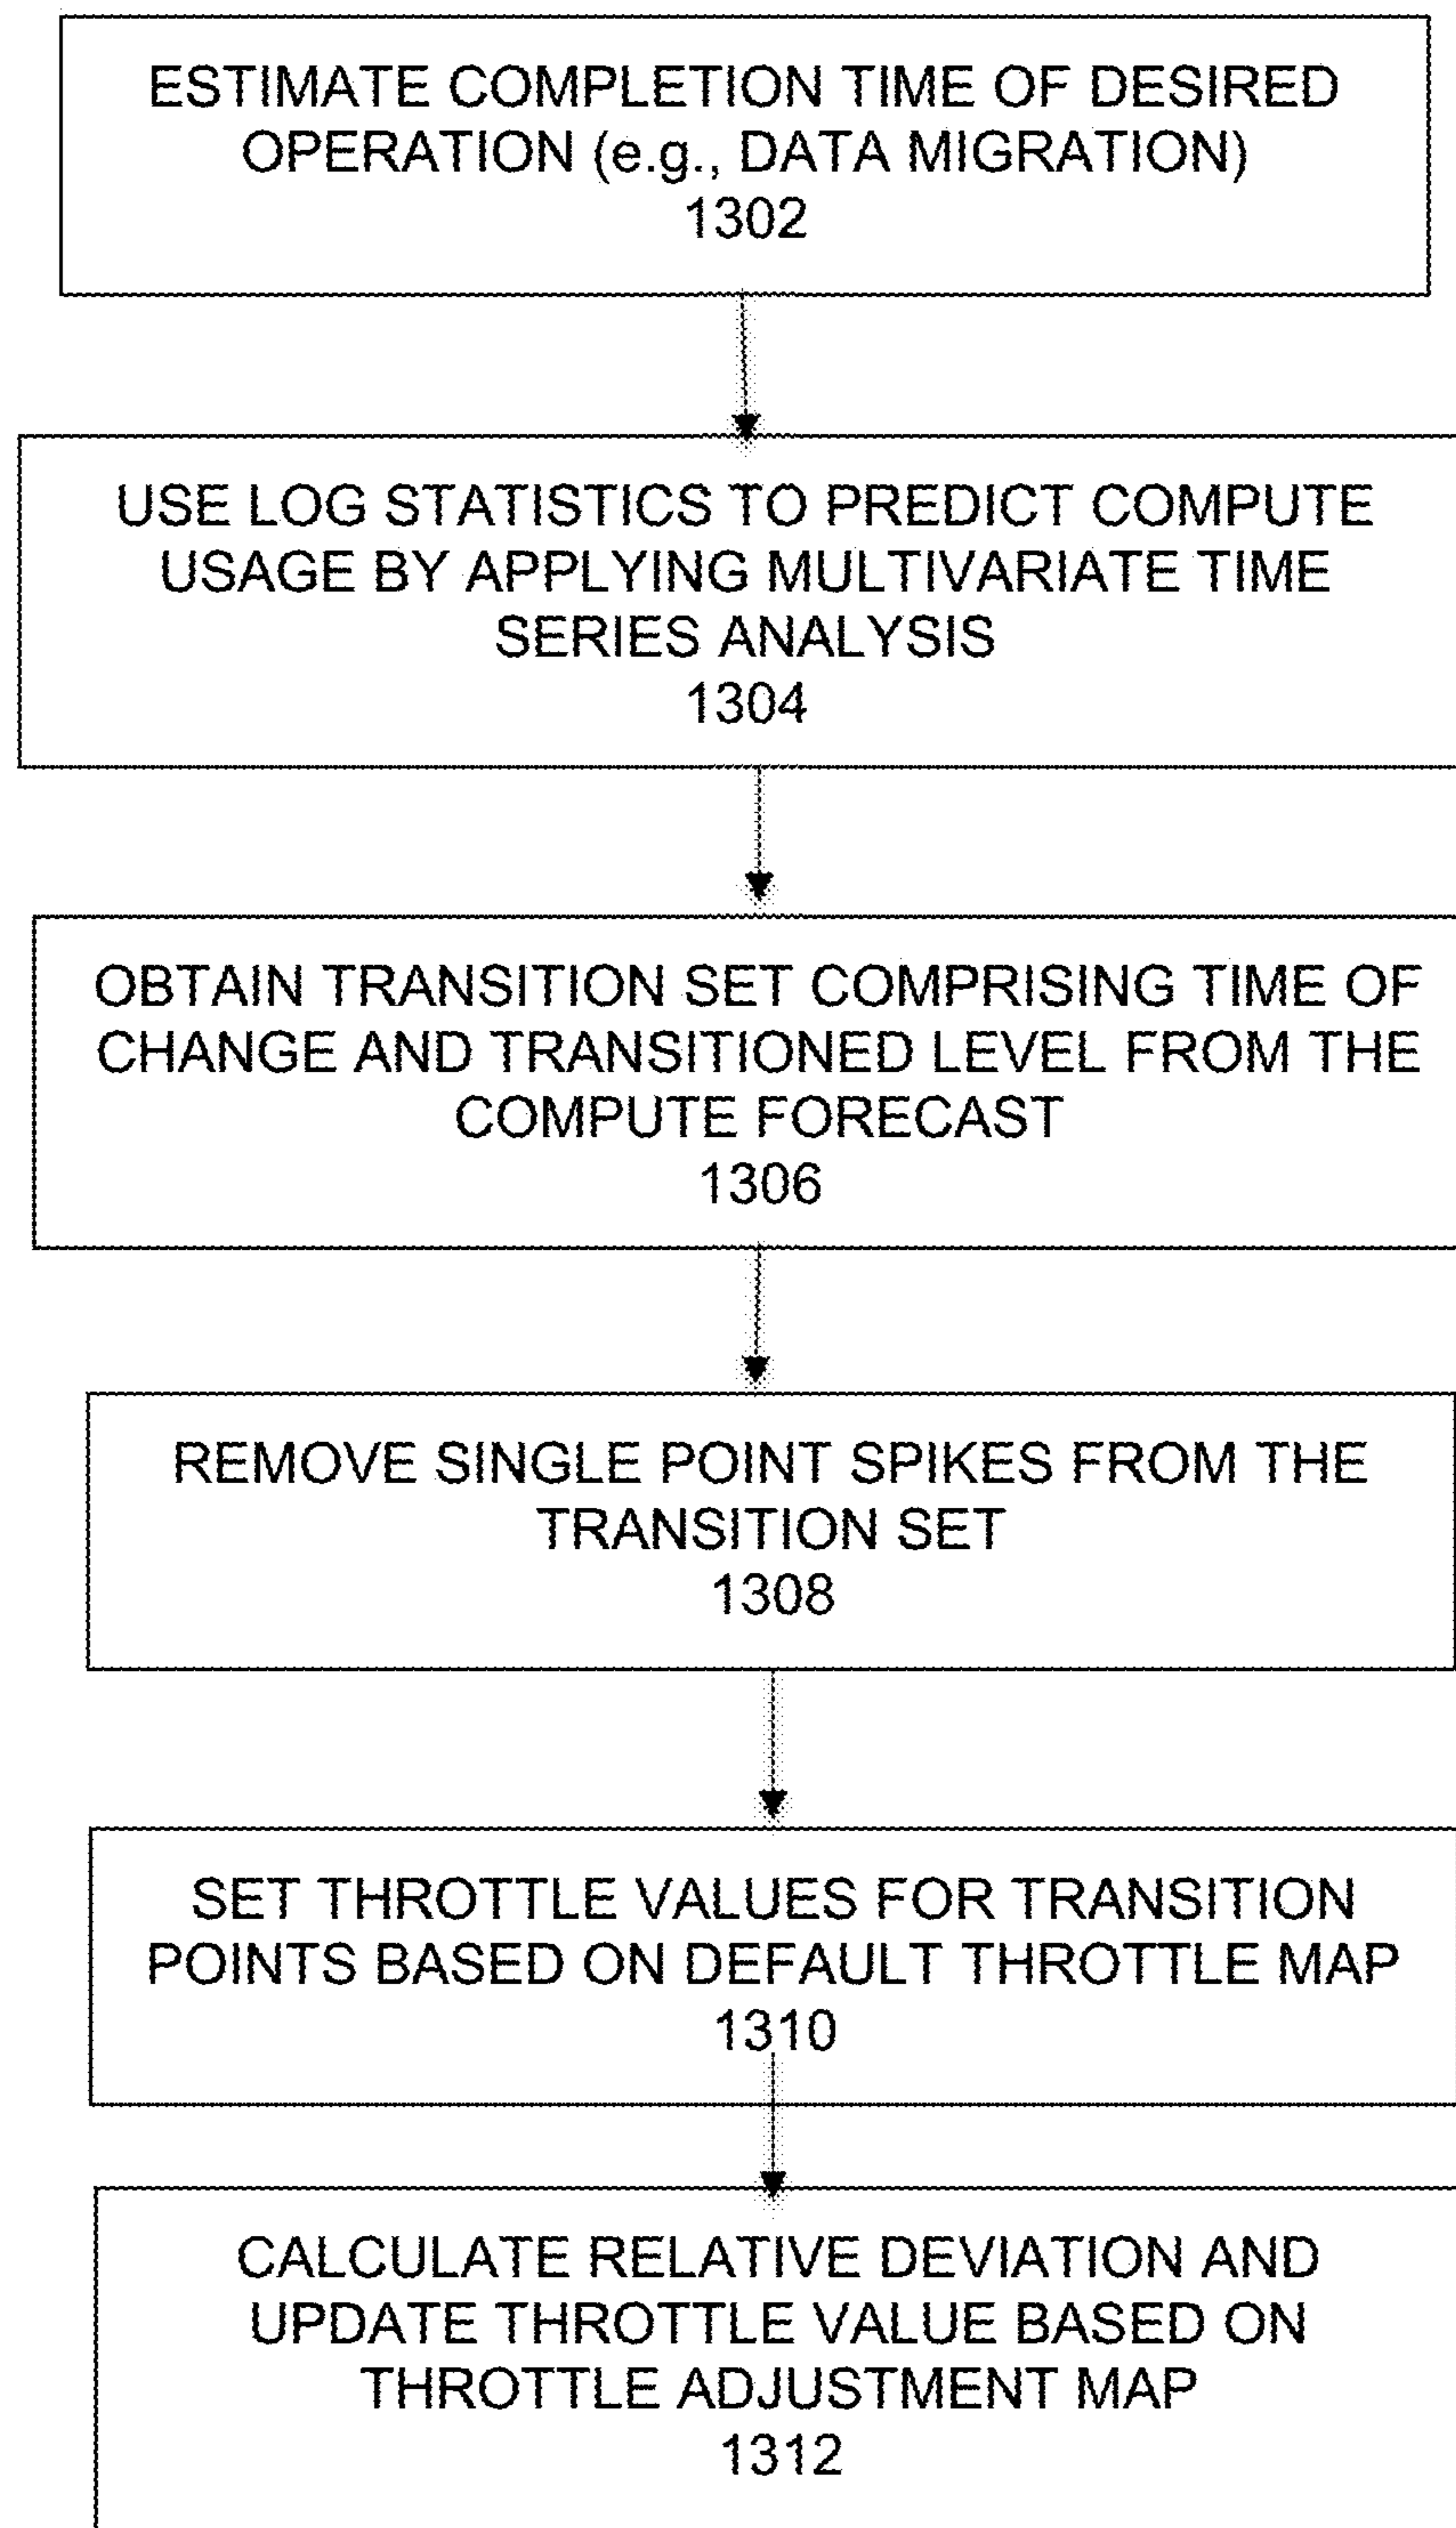 ESTIMATE COMPLETION TIME OF DESIRED
OPERATION (e.g., DATA MIGRATION)
1302
USE LOG STATISTICS TO PREDICT COMPUTE
USAGE BY APPLYING MULTIVARIATE TIME
SERIES ANALYSIS
1304
OBTAIN TRANSITION SET COMPRISING TIME OF
CHANGE AND TRANSITIONED LEVEL FROM THE
COMPUTE FORECAST
1306
REMOVE SINGLE POINT SPIKES FROM THE
TRANSITION SET
1308
SET THROTTLE VALUES FOR TRANSITION
POINTS BASED ON DEFAULT THROTTLE MAP
1310
CALCULATE RELATIVE DEVIATION AND
UPDATE THROTTLE VALUE BASED ON
THROTTLE ADJUSTMENT MAP
1312